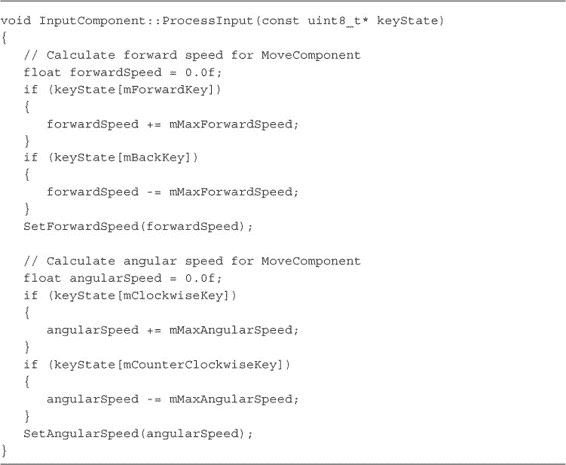 void InputComponent::ProcessInput(const uint8_t* keyState)
{
   // Calculate forward speed for MoveComponent
   float forwardSpeed = 0.0f;
   if (keyState[mForwardKey])
   {
      forwardSpeed += mMaxForwardSpeed;
   }
   if (keyState[mBackKey])
   {
      forwardSpeed -= mMaxForwardSpeed;
   }
   SetForwardSpeed(forwardSpeed);

   // Calculate angular speed for MoveComponent
   float angularSpeed = 0.0f;
   if (keyState[mClockwiseKey])
   {
      angularSpeed += mMaxAngularSpeed;
   }
   if (keyState[mCounterClockwiseKey])
   {
      angularSpeed -= mMaxAngularSpeed;
   }
   SetAngularSpeed(angularSpeed);
}